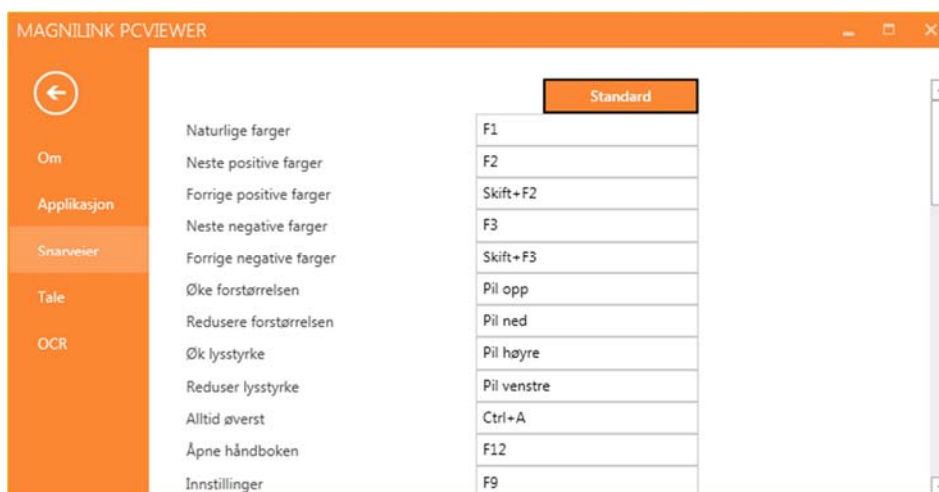 MAGNILINK PCVIEWER
Om
Applikasjon
Snarveier
Tale
OCR
Standard
Naturlige farger F1
Neste positive farger F2
Forrige positive farger Skift+F2
Neste negative farger F3
Forrige negative farger Skift+F3
Øke forstørrelsen Pil opp
Redusere forstørrelsen Pil ned
Øk lysstyrke Pil høyre
Reduser lysstyrke Pil venstre
Alltid øverst Ctrl+A
Åpne håndboken F12
Innstillinger F9